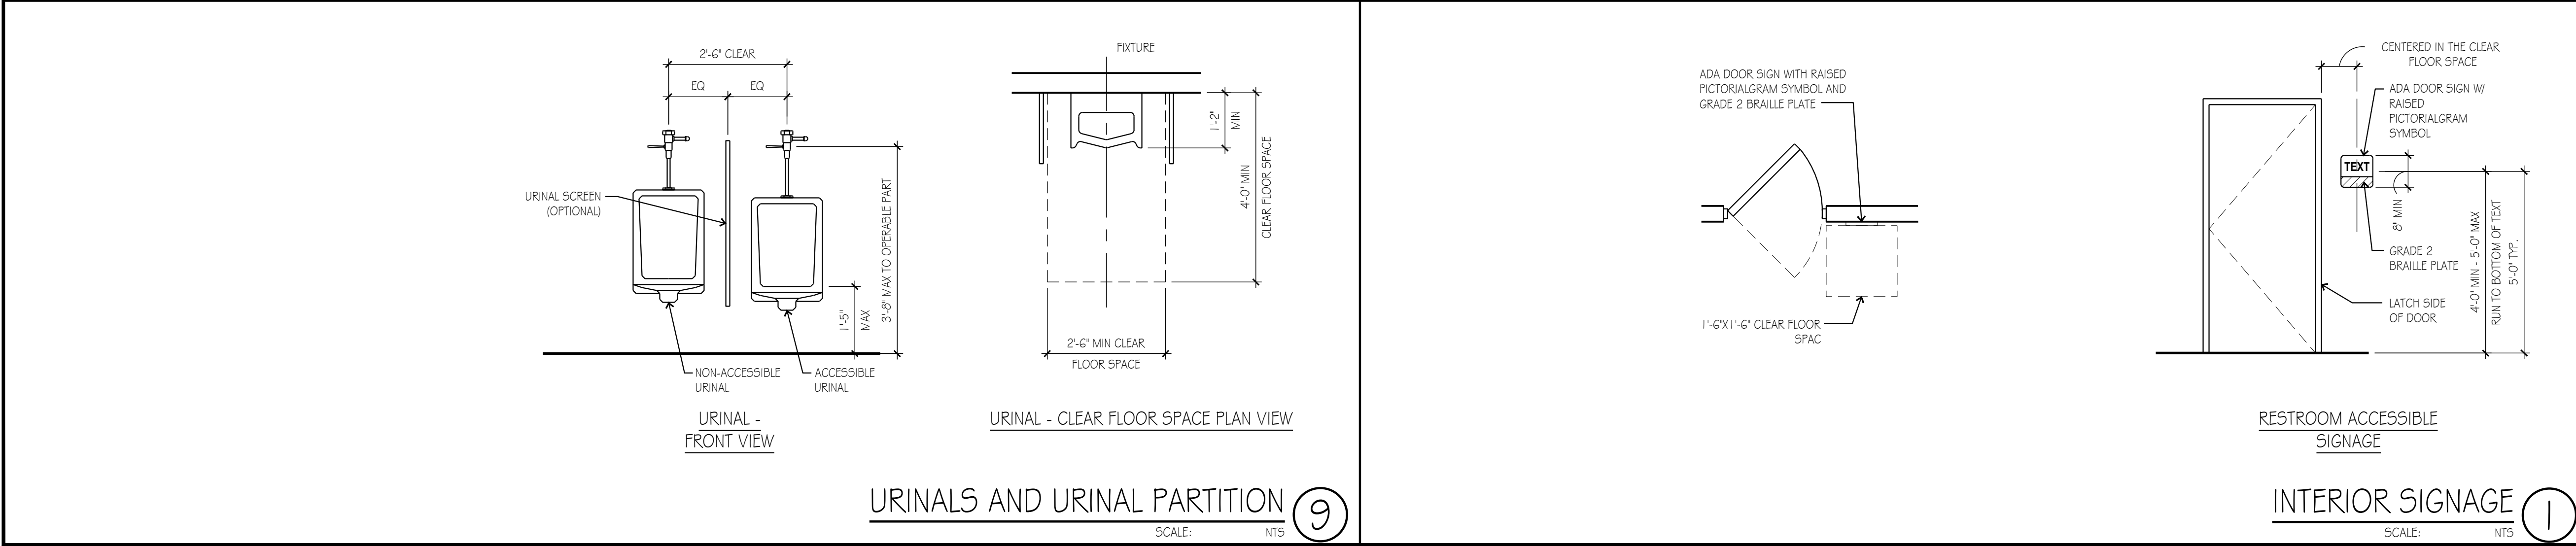 2'-6" CLEAR
EQ
EQ
URINAL SCREEN
(OPTIONAL)
3'-8" MAX TO OPERABLE PART
1'-5"
MAX
NON-ACCESSIBLE
URINAL
ACCESSIBLE
URINAL
URINAL -
FRONT VIEW
FIXTURE
1'-2"
MIN
4'-0" MIN
CLEAR FLOOR SPACE
2'-6" MIN CLEAR
FLOOR SPACE
URINAL - CLEAR FLOOR SPACE PLAN VIEW
URINALS AND URINAL PARTITION
9
SCALE:
NTS
ADA DOOR SIGN WITH RAISED
PICTORIALGRAM SYMBOL AND
GRADE 2 BRAILLE PLATE
1'-6"X1'-6" CLEAR FLOOR
SPAC
CENTERED IN THE CLEAR
FLOOR SPACE
ADA DOOR SIGN W/
RAISED
PICTORIALGRAM
SYMBOL
TEXT
8" MIN
GRADE 2
BRAILLE PLATE
LATCH SIDE
OF DOOR
4'-0" MIN - 5'-0" MAX
RUN TO BOTTOM OF TEXT
5'-0" TYP.
RESTROOM ACCESSIBLE
SIGNAGE
INTERIOR SIGNAGE
1
SCALE:
NTS